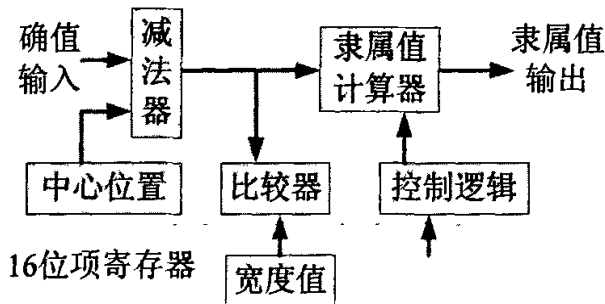 确值
输入
减
法
器
隶属值
计算器
隶属值
输出
中心位置
比较器
控制逻辑
16位项寄存器
宽度值